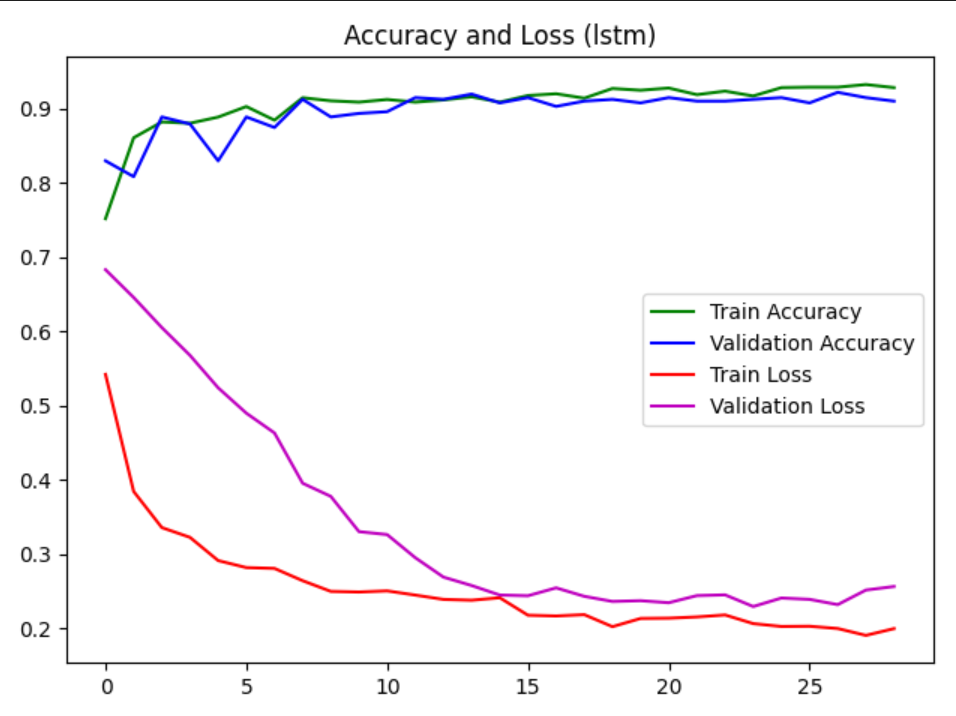 Accuracy and Loss (lstm)
0.9
0.8
0.7
0.6
0.5
0.4
0.3
0.2
Train Accuracy
Validation Accuracy
Train Loss
Validation Loss
0 5 10 15 20 25